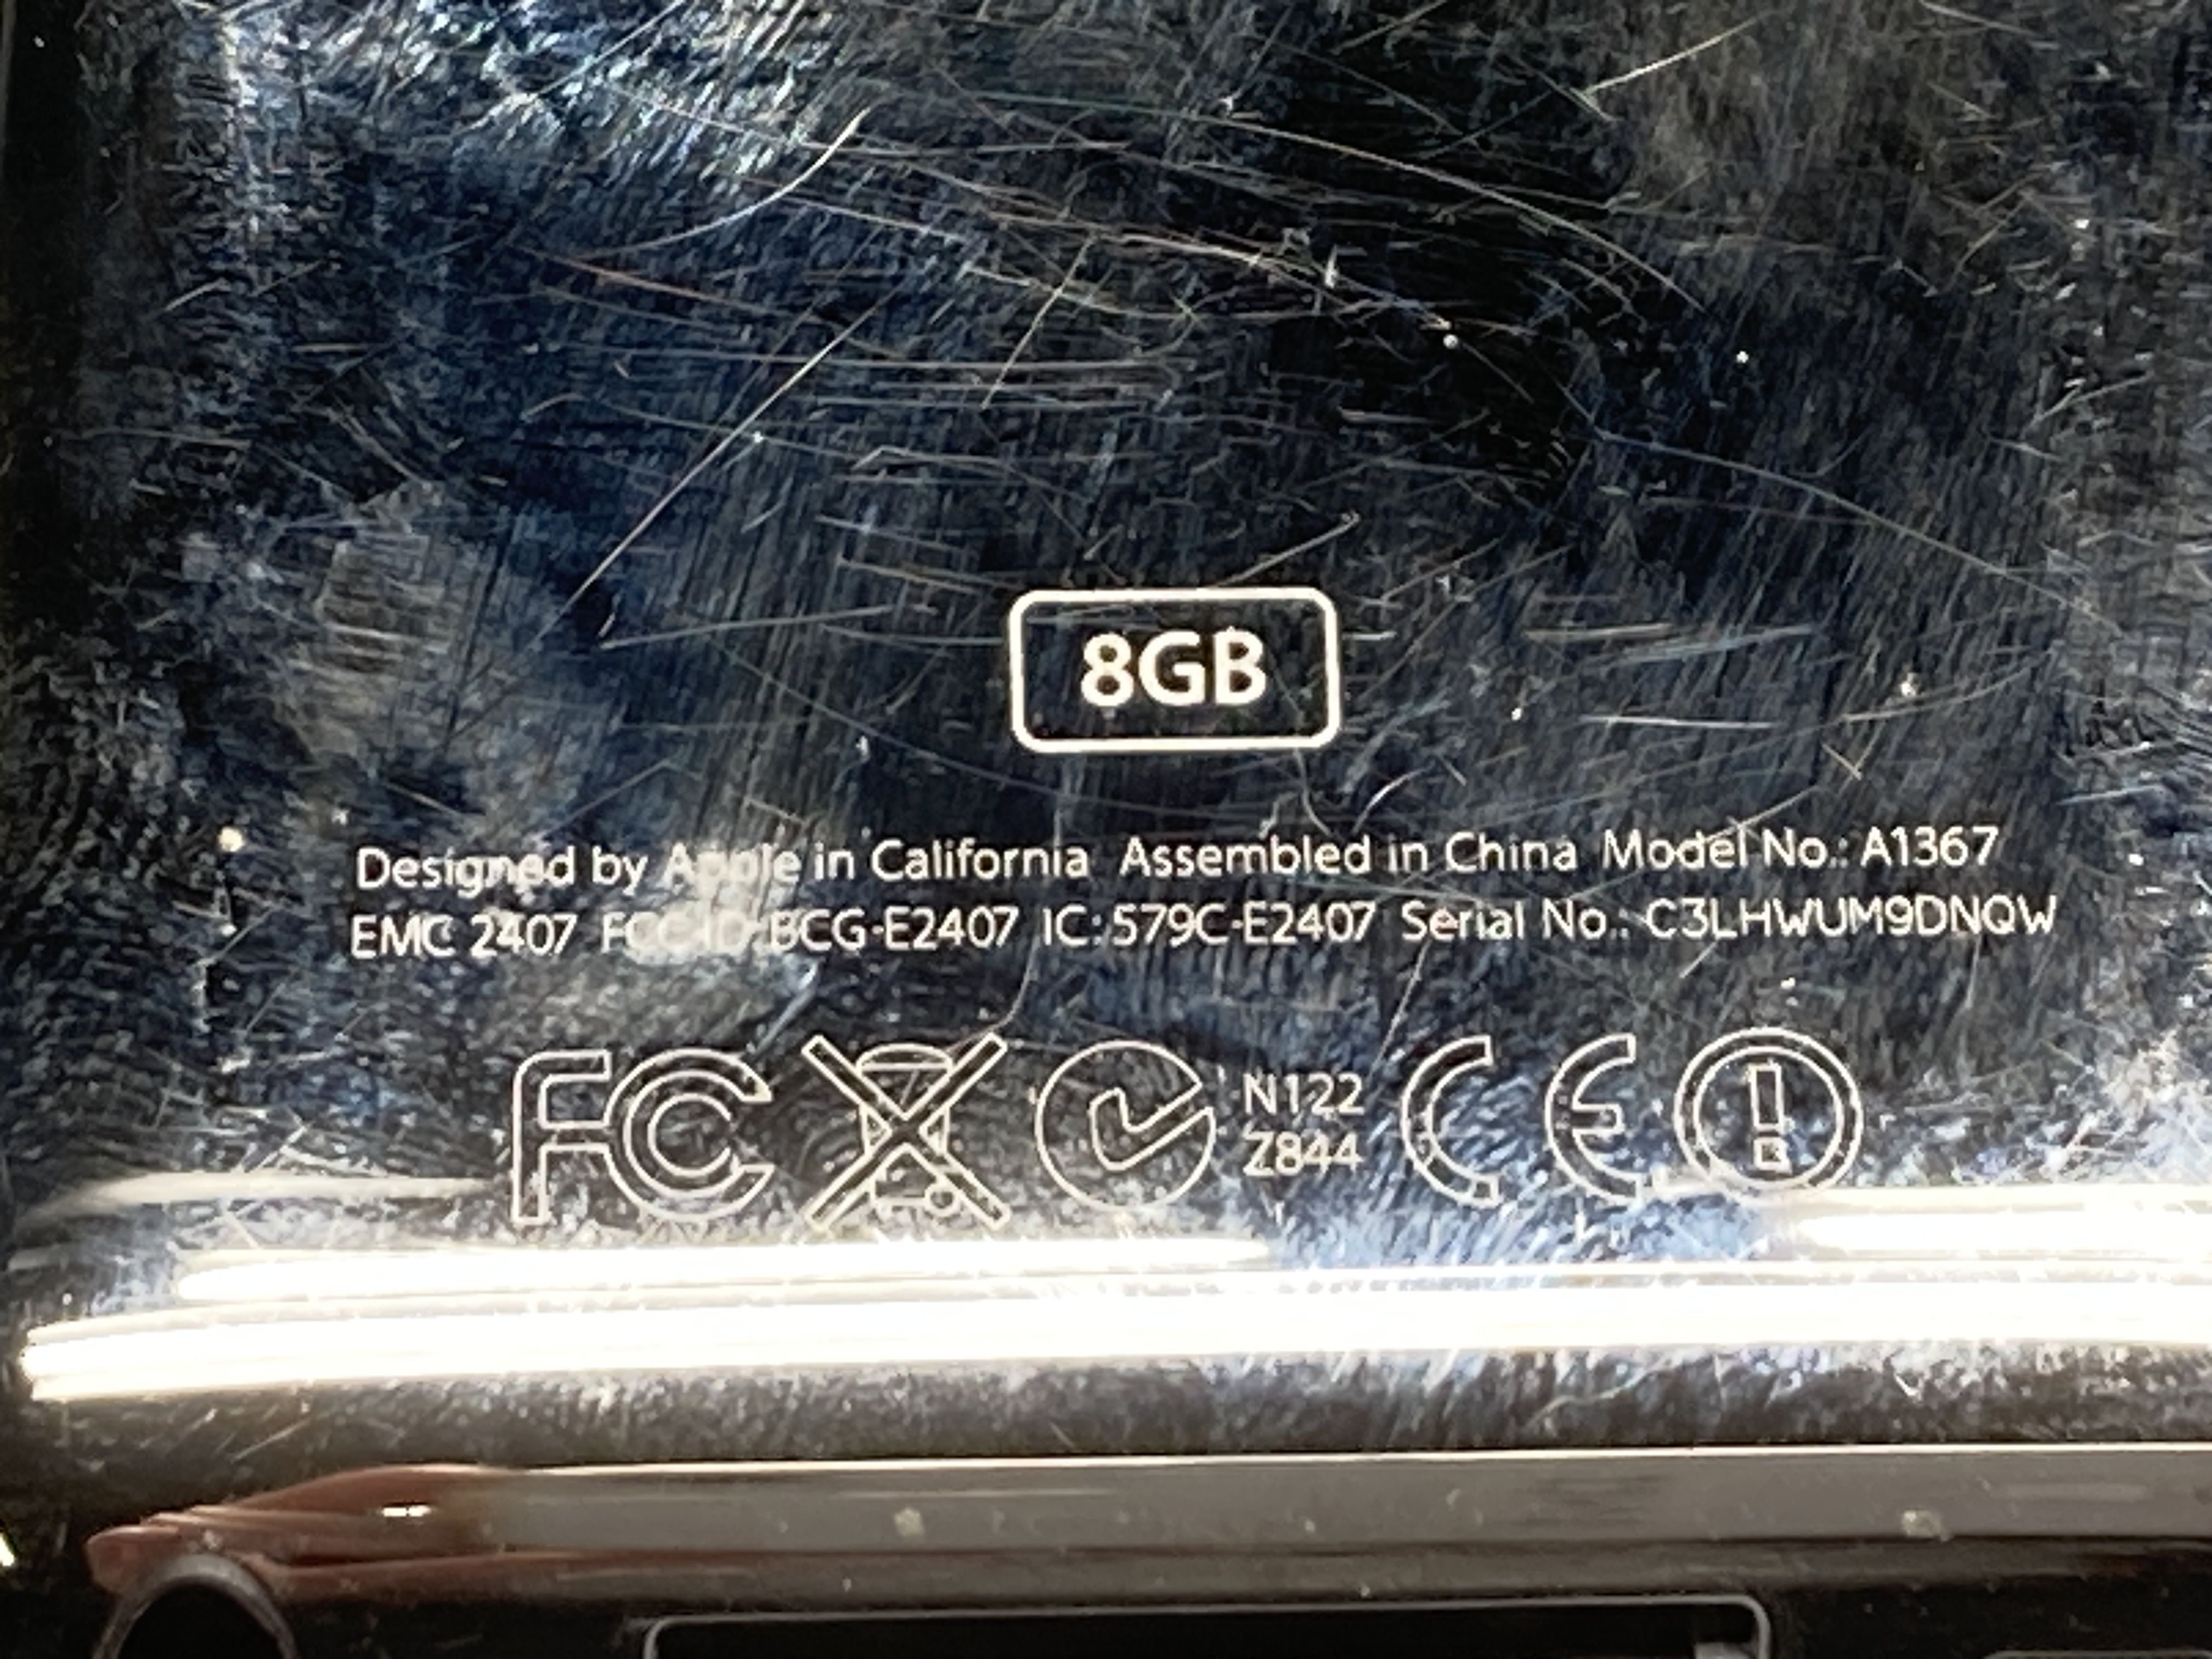 8GB
Designed by Apple in California Assembled in China Model No.: A1367
EMC 2407 FCC ID: BCG-E2407 IC: 579C-E2407 Serial No.: C3LHWUM9DNQW
FC N122 CE
Z844